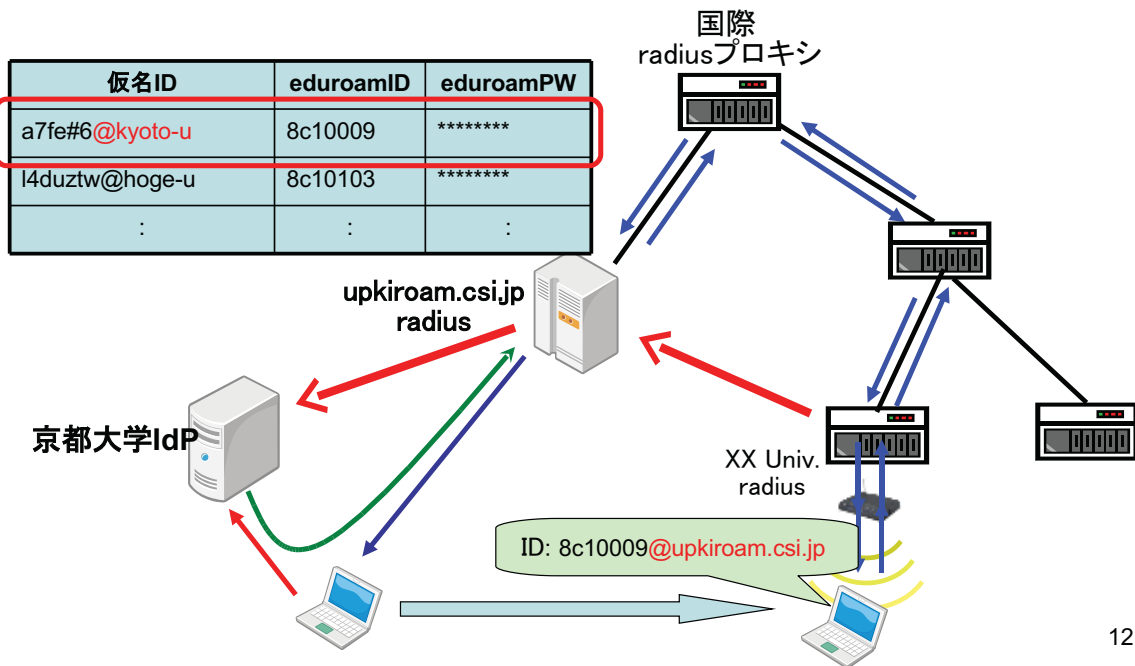 国際
radiusプロキシ
仮名ID eduroamID eduroamPW
a7fe#6@kyoto-u 8c10009 ********
l4duztw@hoge-u 8c10103 ********
: : :
upkiroam.csi.jp
radius
京都大学IdP
XX Univ.
radius
ID: 8c10009@upkiroam.csi.jp
12